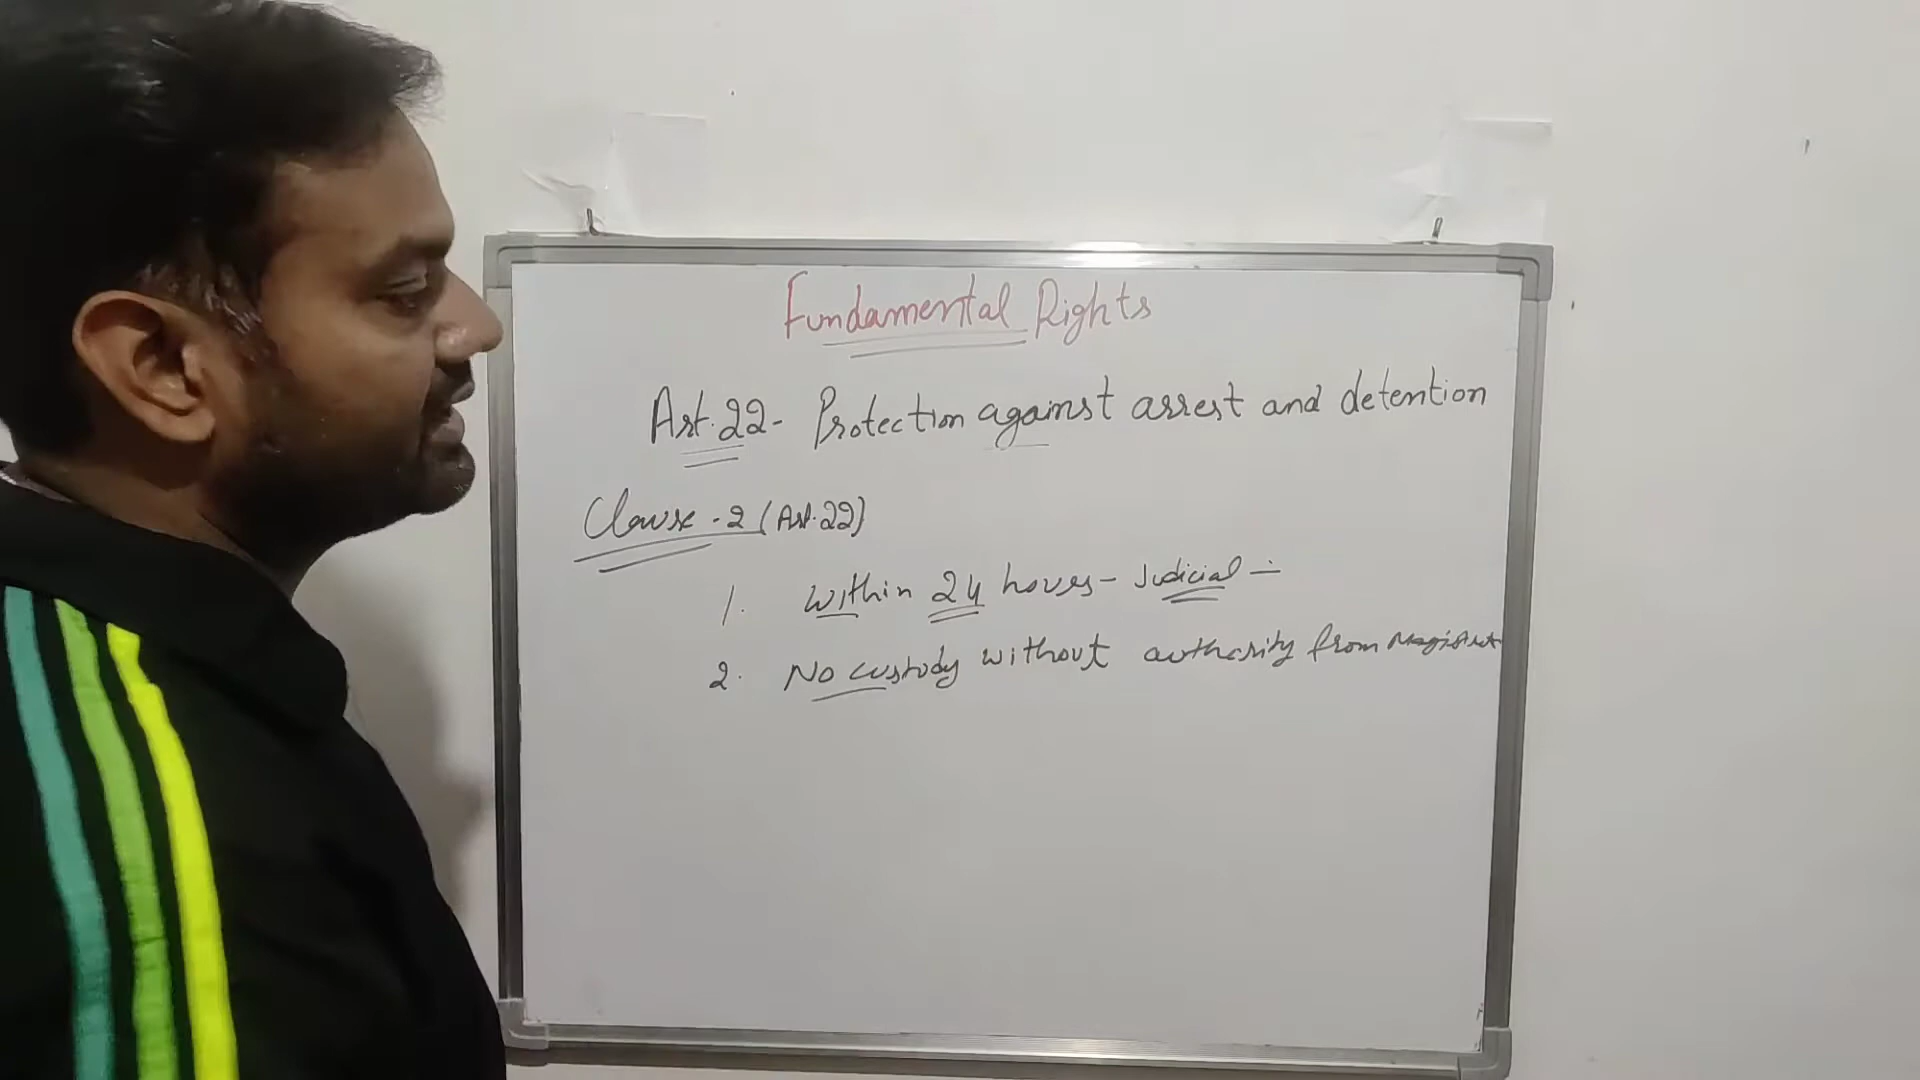 Fundamental Rights
Art.22- Protection against arrest and detention
Clause-2 (Art.22)
1. Within 24 hours- Judicial -
2. No custody without authority from Magistrate